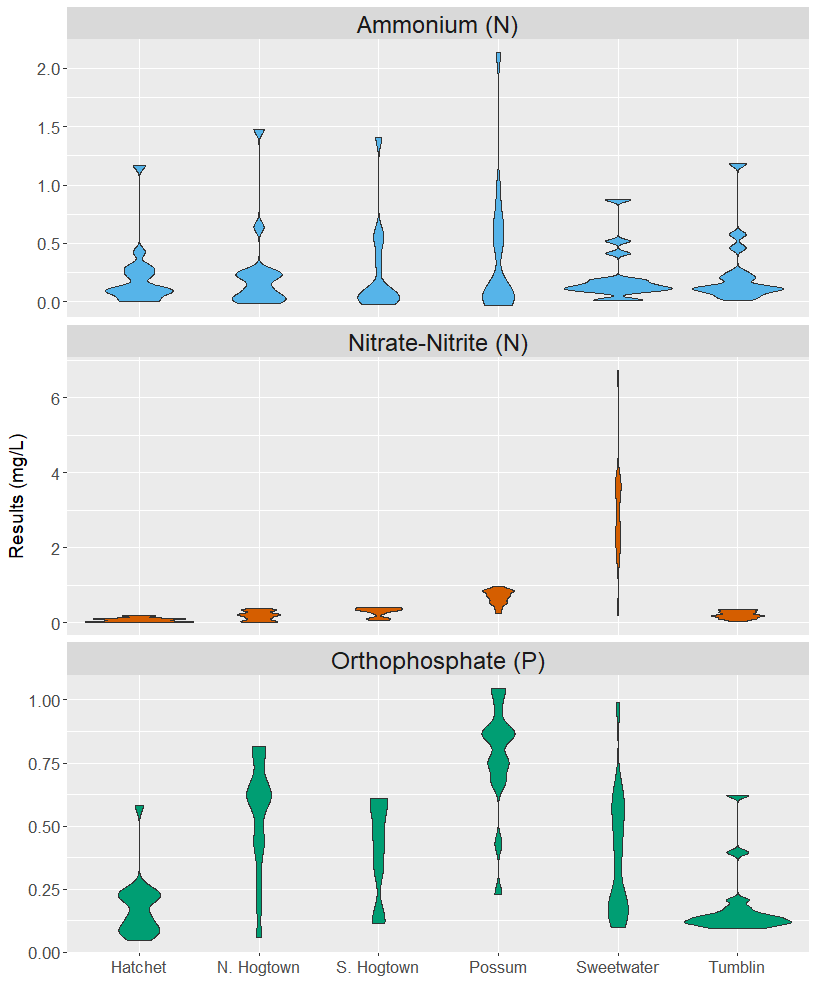 Ammonium (N)
2.0
1.5
1.0
0.5
0.0
Nitrate-Nitrite (N)
Results (mg/L)
6
4
2
0
Orthophosphate (P)
1.00
0.75
0.50
0.25
0.00
Hatchet N. Hogtown S. Hogtown Possum Sweetwater Tumblin